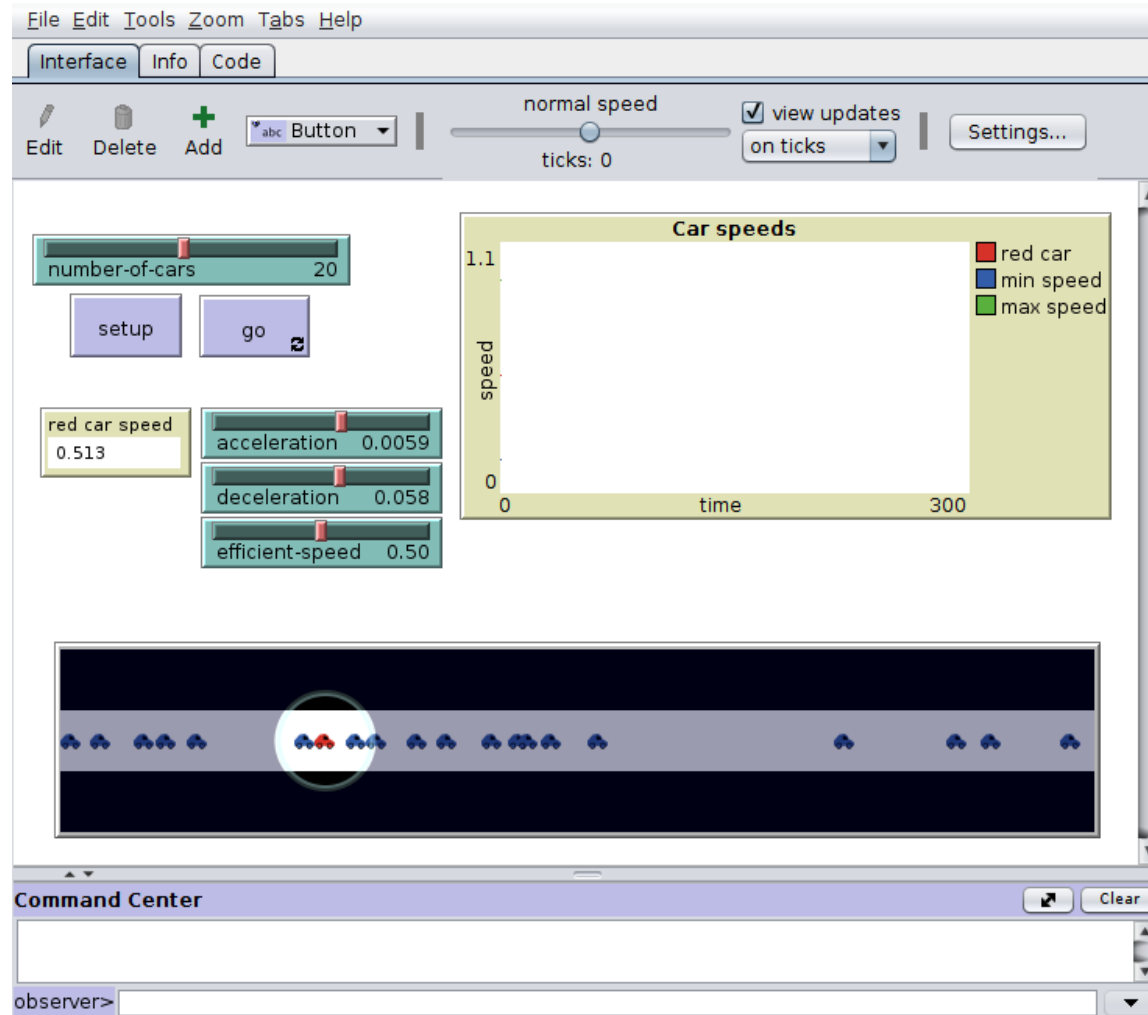 File Edit Tools Zoom Tabs Help
Interface Info Code
normal speed
view updates
Edit Delete Add abc Button
ticks: 0
on ticks
Settings...
number-of-cars 20
setup go
red car speed
0.513
acceleration 0.0059
deceleration 0.058
efficient-speed 0.50
Car speeds
1.1
speed
0
0 time 300
red car
min speed
max speed
Command Center
Clear
observer>